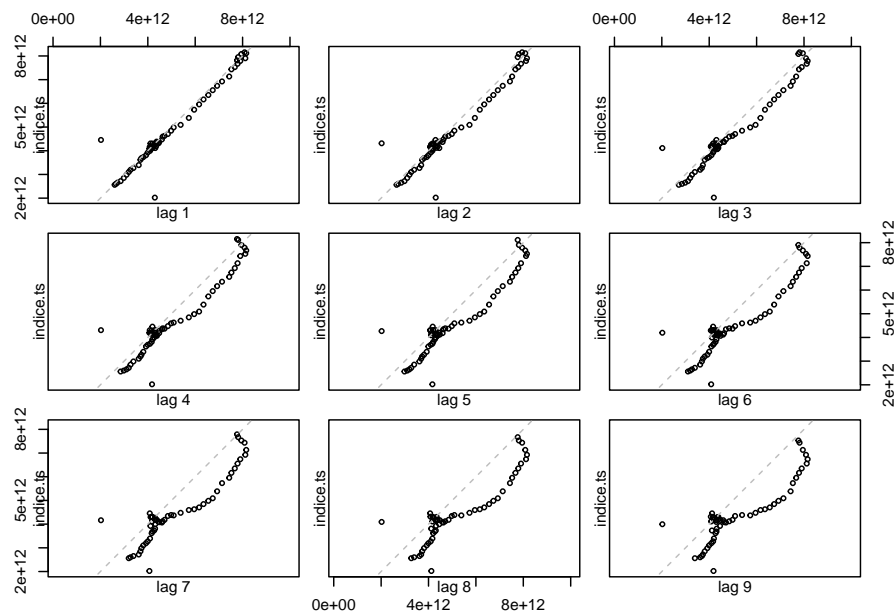 0e+00 4e+12 8e+12
0e+00 4e+12 8e+12
2e+12 5e+12 8e+12
indice.ts
indice.ts
indice.ts
lag 1
lag 2
lag 3
indice.ts
indice.ts
indice.ts
2e+12 5e+12 8e+12
lag 4
lag 5
lag 6
2e+12 5e+12 8e+12
indice.ts
indice.ts
indice.ts
lag 7
lag 8
lag 9
0e+00 4e+12 8e+12